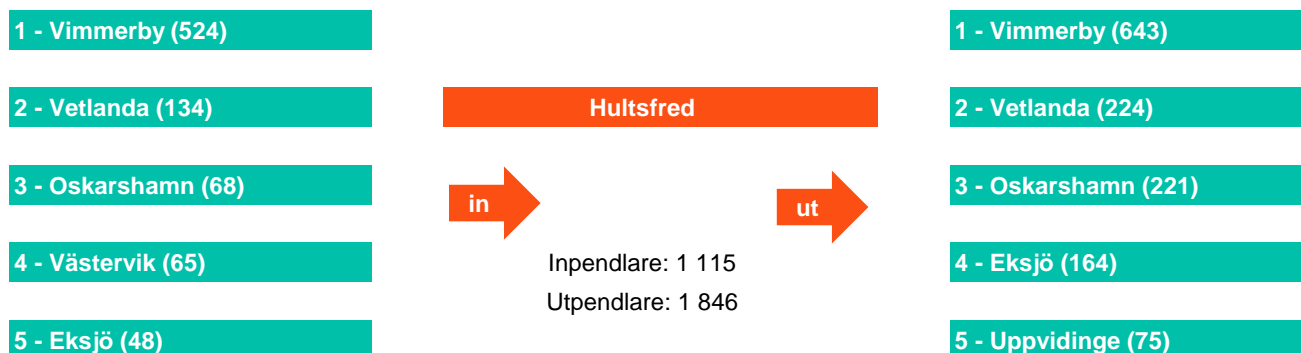 1 - Vimmerby (524)
2 - Vetlanda (134)
3 - Oskarshamn (68)
4 - Västervik (65)
5 - Eksjö (48)
Hultsfred
in
ut
Inpendlare: 1 115
Utpendlare: 1 846
1 - Vimmerby (643)
2 - Vetlanda (224)
3 - Oskarshamn (221)
4 - Eksjö (164)
5 - Uppvidinge (75)